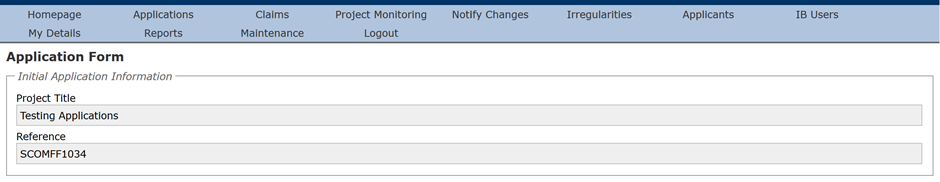 Homepage Applications Claims Project Monitoring Notify Changes Irregularities Applicants IB Users
My Details Reports Maintenance Logout
Application Form
Initial Application Information
Project Title
Testing Applications
Reference
SCOMFF1034